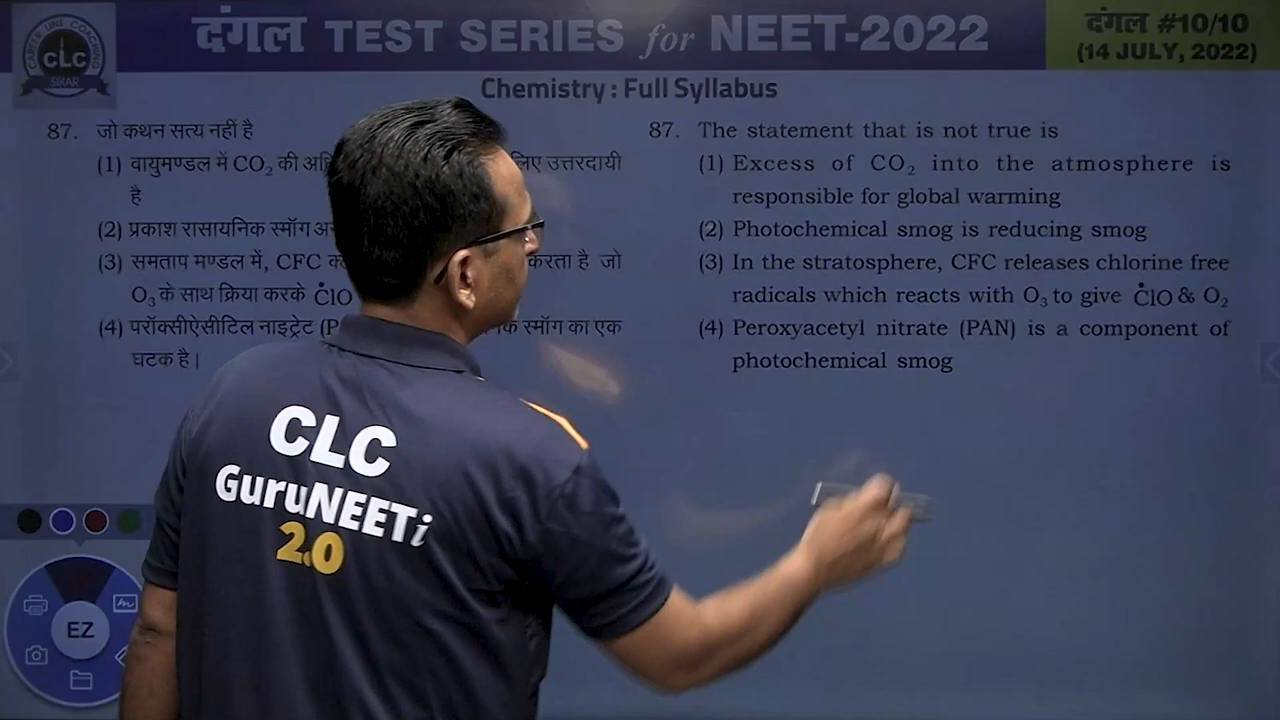 दंगल TEST SERIES for NEET-2022
दंगल #10/10
(14 JULY, 2022)
CAREER LINE COACHING
CLC
SIKAR
Chemistry : Full Syllabus
87. जो कथन सत्य नहीं है
(1) वायुमण्डल में CO₂ की लिए उत्तरदायी
है
(2) प्रकाश रासायनिक स्मॉग
(3) समताप मण्डल में, CFC करता है जो
O₃ के साथ क्रिया करके ĊlO
(4) परॉक्सीऐसीटिल नाइट्रेट स्मॉग का एक
घटक है।
87. The statement that is not true is
(1) Excess of CO₂ into the atmosphere is
responsible for global warming
(2) Photochemical smog is reducing smog
(3) In the stratosphere, CFC releases chlorine free
radicals which reacts with O₃ to give ĊlO & O₂
(4) Peroxyacetyl nitrate (PAN) is a component of
photochemical smog
CLC
GuruNEETi
2.0
EZ